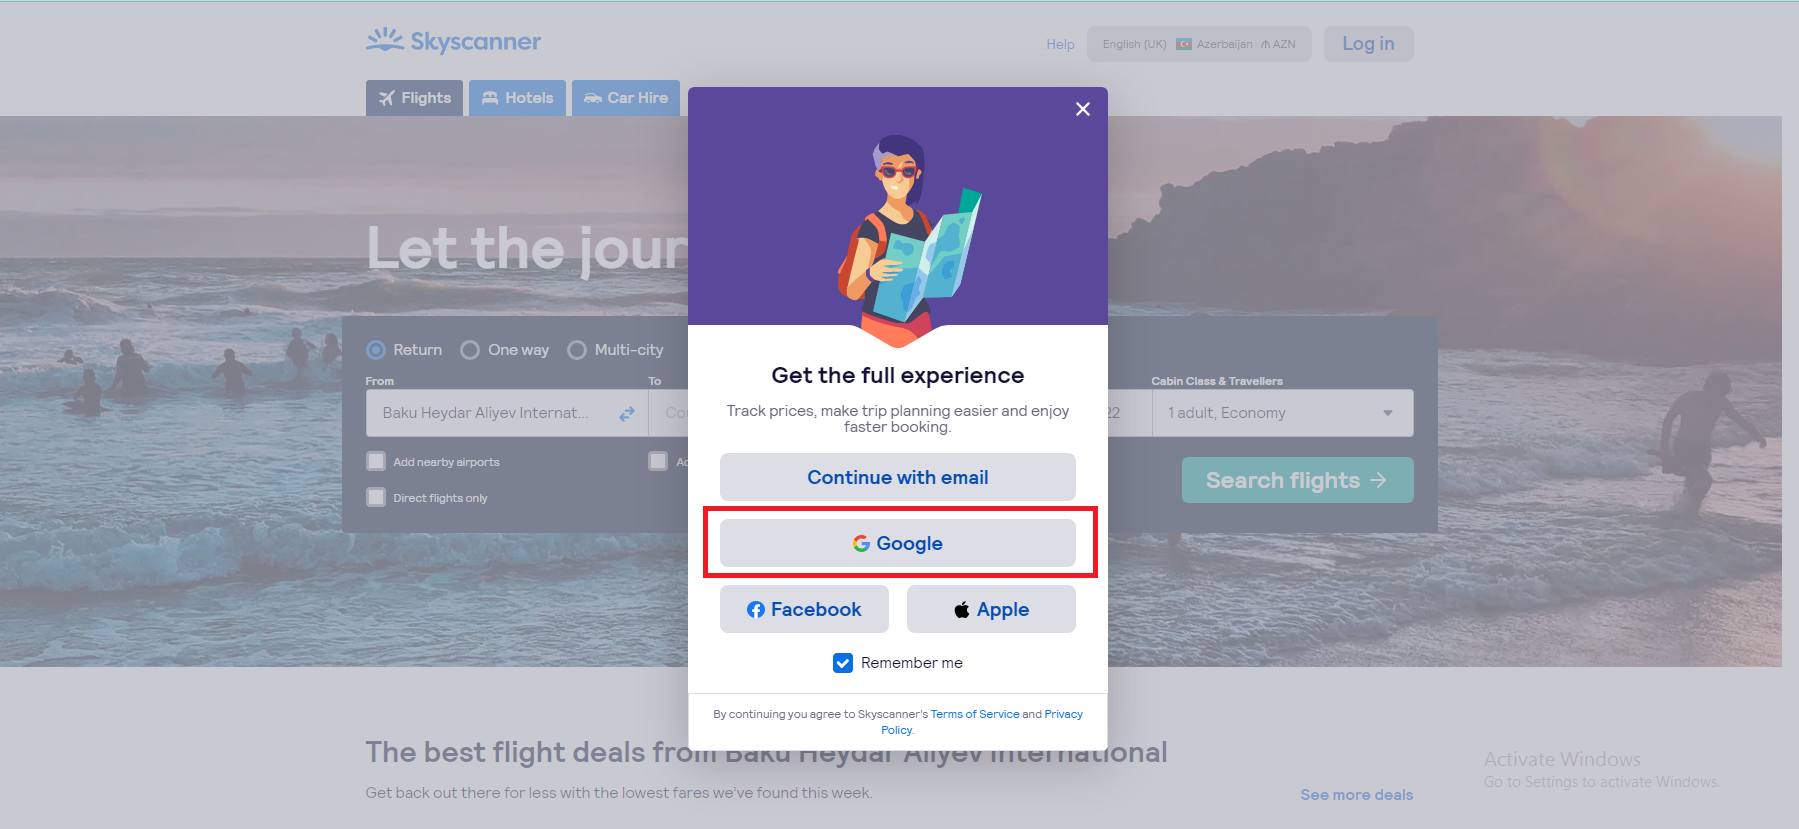 Skyscanner
Help
English (UK) Azerbaijan ₼ AZN
Log in
Flights
Hotels
Car Hire
Let the jour
Return
One way
Multi-city
From
To
Cabin Class & Travellers
Baku Heydar Aliyev Internat...
Co
22
1 adult, Economy
Add nearby airports
Ad
Direct flights only
Search flights
Get the full experience
Track prices, make trip planning easier and enjoy
faster booking.
Continue with email
Google
Facebook
Apple
Remember me
By continuing you agree to Skyscanner's Terms of Service and Privacy
Policy.
The best flight deals from Baku Heydar Aliyev International
Get back out there for less with the lowest fares we've found this week.
See more deals
Activate Windows
Go to Settings to activate Windows.